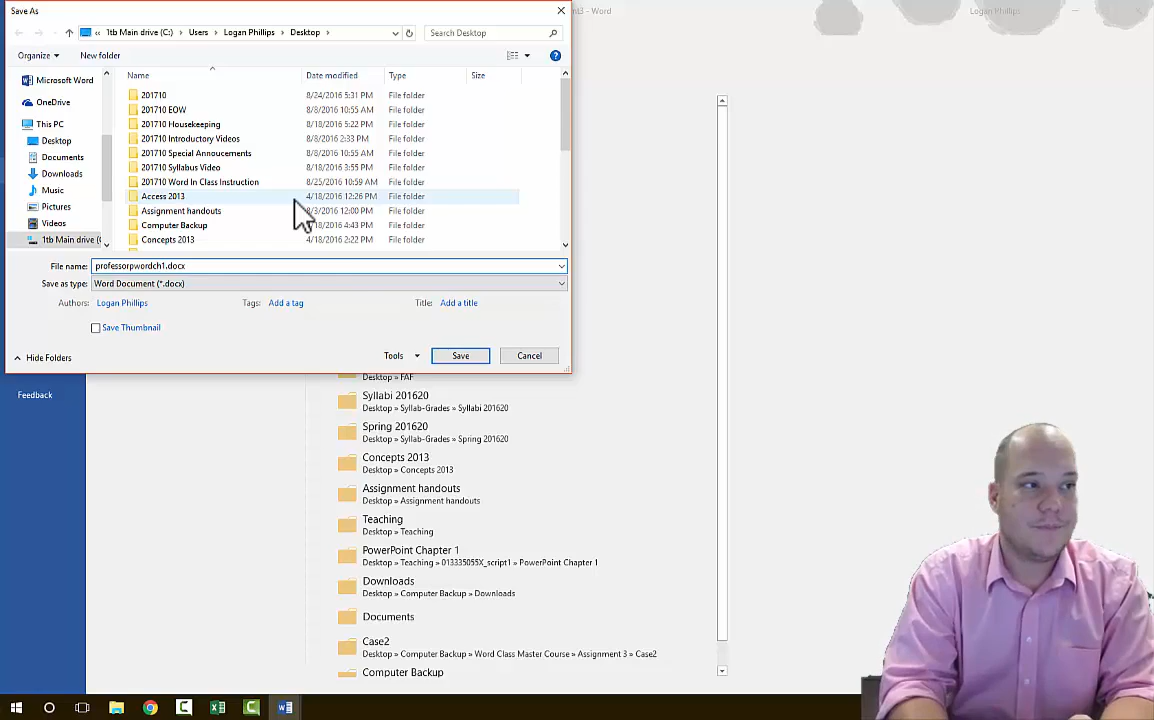 Save As
nt3 - Word
Logan Phillips
« 1tb Main drive (C:) › Users › Logan Phillips › Desktop ›
Search Desktop
Organize
New folder
Name
Date modified
Type
Size
Microsoft Word
OneDrive
This PC
Desktop
Documents
Downloads
Music
Pictures
Videos
1tb Main drive (
201710 8/24/2016 5:31 PM File folder
201710 EOW 8/8/2016 10:55 AM File folder
201710 Housekeeping 8/18/2016 5:22 PM File folder
201710 Introductory Videos 8/8/2016 2:33 PM File folder
201710 Special Annoucements 8/8/2016 10:55 AM File folder
201710 Syllabus Video 8/18/2016 3:55 PM File folder
201710 Word In Class Instruction 8/25/2016 10:59 AM File folder
Access 2013 4/18/2016 12:26 PM File folder
Assignment handouts 8/3/2016 12:00 PM File folder
Computer Backup /18/2016 4:43 PM File folder
Concepts 2013 4/18/2016 2:22 PM File folder
File name: professorpwordch1.docx
Save as type: Word Document (*.docx)
Authors: Logan Phillips
Tags: Add a tag
Title: Add a title
Save Thumbnail
Hide Folders
Tools
Save
Cancel
Feedback
Desktop » FAF
Syllabi 201620
Desktop » Syllab-Grades » Syllabi 201620
Spring 201620
Desktop » Syllab-Grades » Spring 201620
Concepts 2013
Desktop » Concepts 2013
Assignment handouts
Desktop » Assignment handouts
Teaching
Desktop » Teaching
PowerPoint Chapter 1
Desktop » Teaching » 013335055X_script1 » PowerPoint Chapter 1
Downloads
Desktop » Computer Backup » Downloads
Documents
Case2
Desktop » Computer Backup » Word Class Master Course » Assignment 3 » Case2
Computer Backup